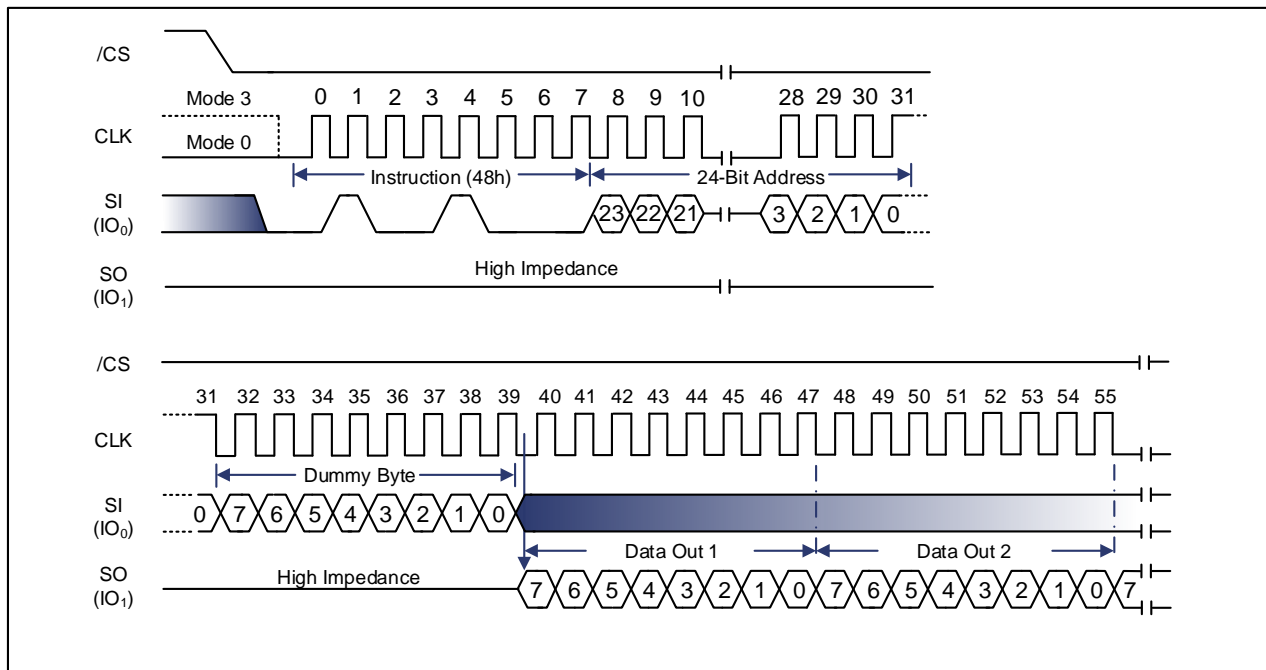 /CS
Mode 3 0 1 2 3 4 5 6 7 8 9 10 28 29 30 31
CLK
Mode 0
Instruction (48h) 24-Bit Address
SI
(IO0) 23 22 21 3 2 1 0
High Impedance
SO
(IO1)
/CS
31 32 33 34 35 36 37 38 39 40 41 42 43 44 45 46 47 48 49 50 51 52 53 54 55
CLK
Dummy Byte
SI
(IO0) 0 7 6 5 4 3 2 1 0
Data Out 1 Data Out 2
SO High Impedance
(IO1) 7 6 5 4 3 2 1 0 7 6 5 4 3 2 1 0 7